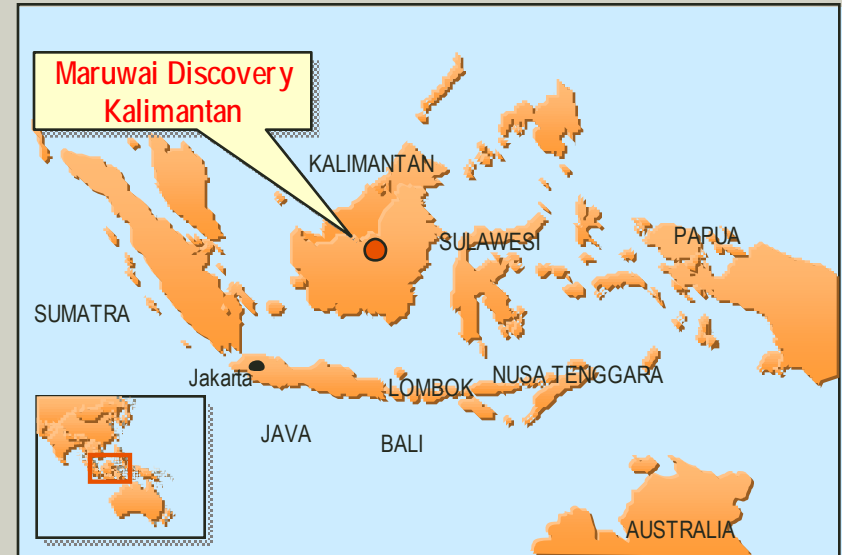 Maruwai Discovery
Kalimantan
KALIMANTAN
SULAWESI
PAPUA
SUMATRA
Jakarta
LOMBOK
NUSA TENGGARA
JAVA
BALI
AUSTRALIA